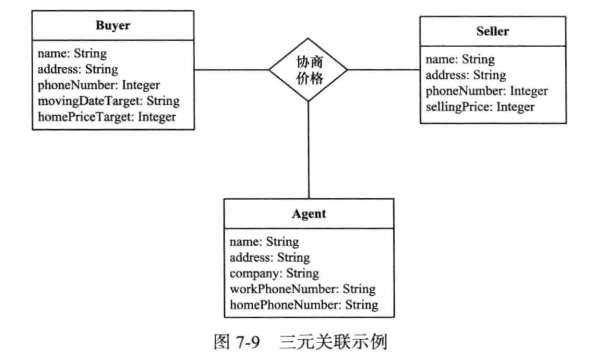 Buyer
name: String
address: String
phoneNumber: Integer
movingDateTarget: String
homePriceTarget: Integer
协商
价格
Seller
name: String
address: String
phoneNumber: Integer
sellingPrice: Integer
Agent
name: String
address: String
company: String
workPhoneNumber: String
homePhoneNumber: String
图 7-9 三元关联示例